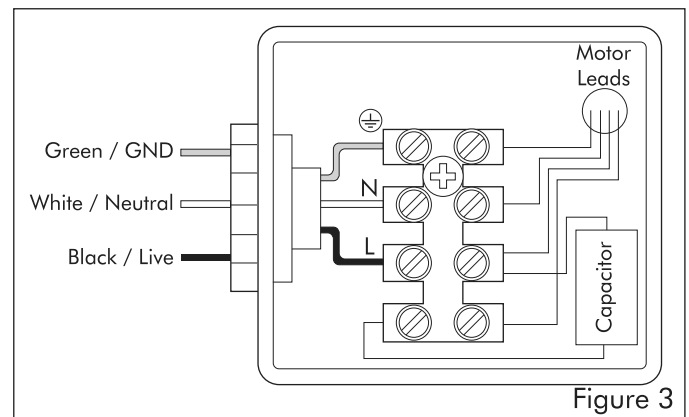 Motor
Leads
Green / GND
White / Neutral
N
Black / Live
L
Capacitor
Figure 3